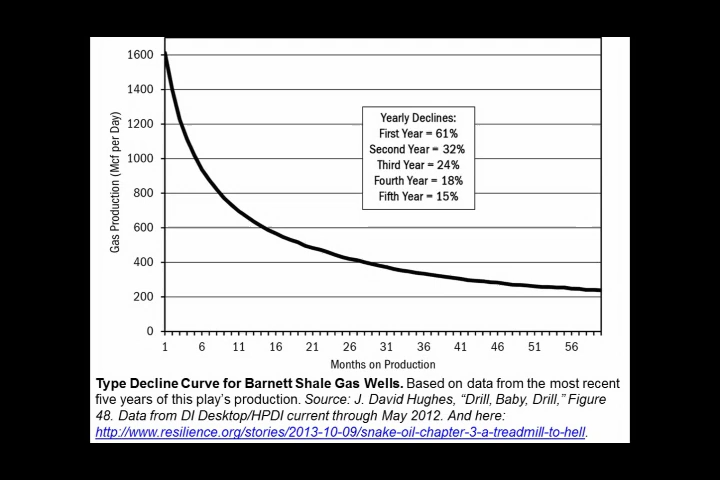 1600
1400
1200
1000
800
600
400
200
0
Gas Production (Mcf per Day)
Yearly Declines:
First Year = 61%
Second Year = 32%
Third Year = 24%
Fourth Year = 18%
Fifth Year = 15%
1 6 11 16 21 26 31 36 41 46 51 56
Months on Production
Type Decline Curve for Barnett Shale Gas Wells. Based on data from the most recent
five years of this play's production. Source: J. David Hughes, “Drill, Baby, Drill,” Figure
48. Data from DI Desktop/HPDI current through May 2012. And here:
http://www.resilience.org/stories/2013-10-09/snake-oil-chapter-3-a-treadmill-to-hell.